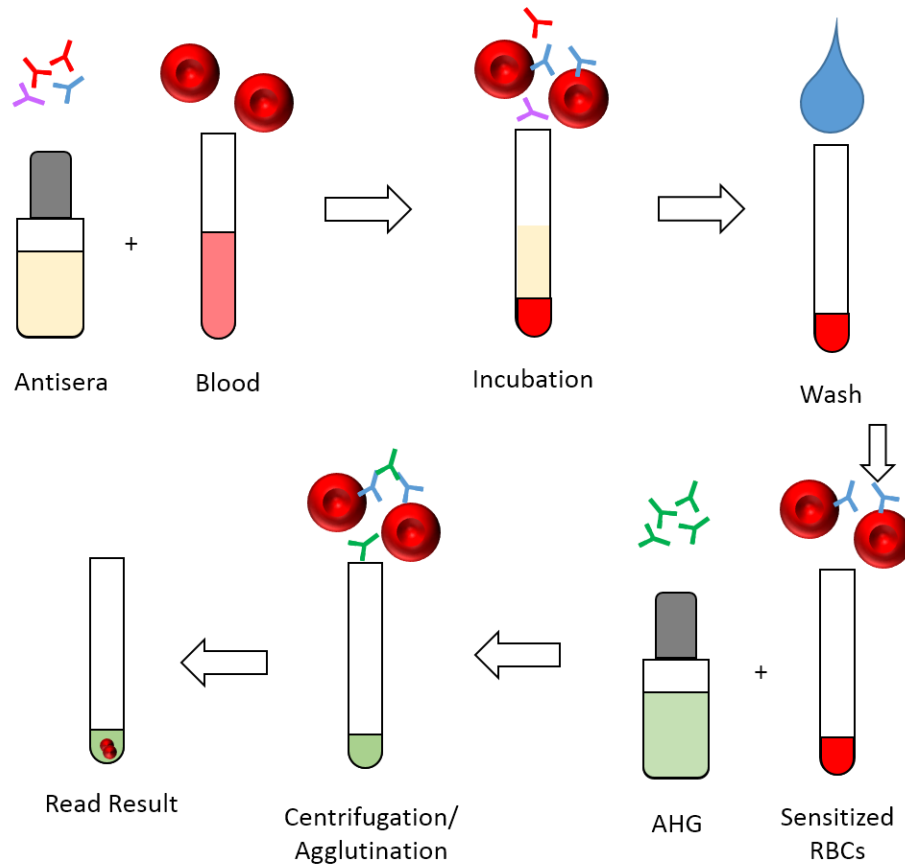 +
Antisera
Blood
Incubation
Wash
+
Read Result
Centrifugation/
Agglutination
AHG
Sensitized
RBCs